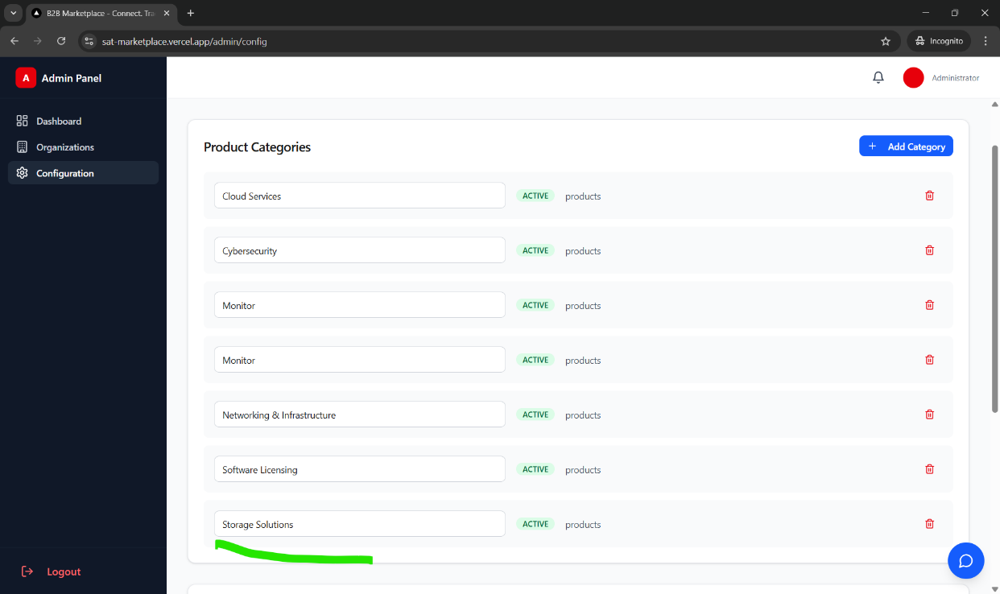 B2B Marketplace - Connect. Tra
sat-marketplace.vercel.app/admin/config
Incognito
A Admin Panel
Administrator
Dashboard
Organizations
Configuration
Product Categories
+ Add Category
Cloud Services ACTIVE products
Cybersecurity ACTIVE products
Monitor ACTIVE products
Monitor ACTIVE products
Networking & Infrastructure ACTIVE products
Software Licensing ACTIVE products
Storage Solutions ACTIVE products
Logout